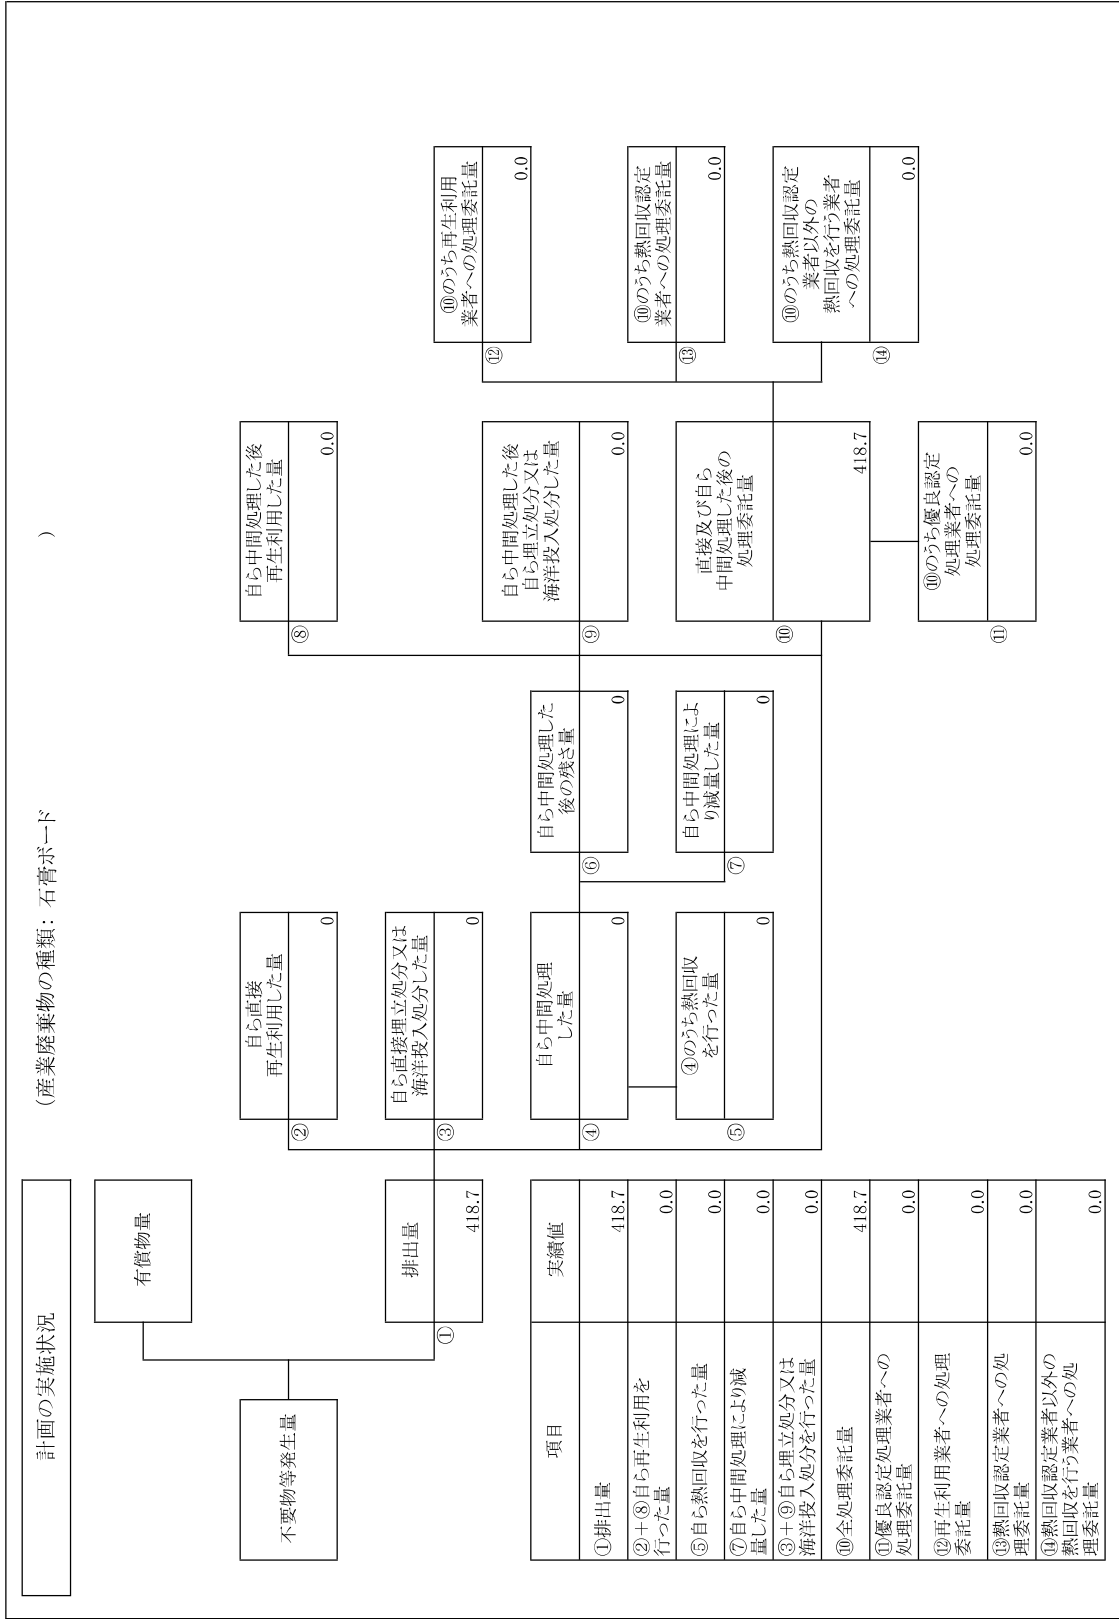 計画の実施状況
(産業廃棄物の種類： 石膏ボード
)
不要物等発生量
有償物量
①
排出量
418.7
②
自ら直接
再生利用した量
0
③
自ら直接埋立処分又は
海洋投入処分した量
0
④
自ら中間処理
した量
0
⑤
④のうち熱回収
を行った量
0
⑥
自ら中間処理した
後の残さ量
0
⑦
自ら中間処理によ
り減量した量
0
⑧
自ら中間処理した後
再生利用した量
0.0
⑨
自ら中間処理した後
自ら埋立処分又は
海洋投入処分した量
0.0
⑩
直接及び自ら
中間処理した後の
処理委託量
418.7
⑪
⑩のうち優良認定
処理業者への
処理委託量
0.0
⑫
⑩のうち再生利用
業者への処理委託量
0.0
⑬
⑩のうち熱回収認定
業者への処理委託量
0.0
⑭
⑩のうち熱回収認定
業者以外の
熱回収を行う業者
への処理委託量
0.0
項目
実績値
①排出量
418.7
②＋⑧自ら再生利用を
行った量
0.0
⑤自ら熱回収を行った量
0.0
⑦自ら中間処理により減
量した量
0.0
③＋⑨自ら埋立処分又は
海洋投入処分を行った量
0.0
⑩全処理委託量
418.7
⑪優良認定処理業者への
処理委託量
0.0
⑫再生利用業者への処理
委託量
0.0
⑬熱回収認定業者への処
理委託量
0.0
⑭熱回収認定業者以外の
熱回収を行う業者への処
理委託量
0.0